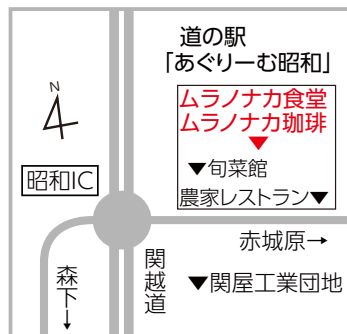 道の駅
「あぐりーむ昭和」
N
ムラノナカ食堂
ムラノナカ珈琲
▼
▼旬菜館
農家レストラン▼
昭和IC
赤城原→
関越道
森下→
▼関屋工業団地